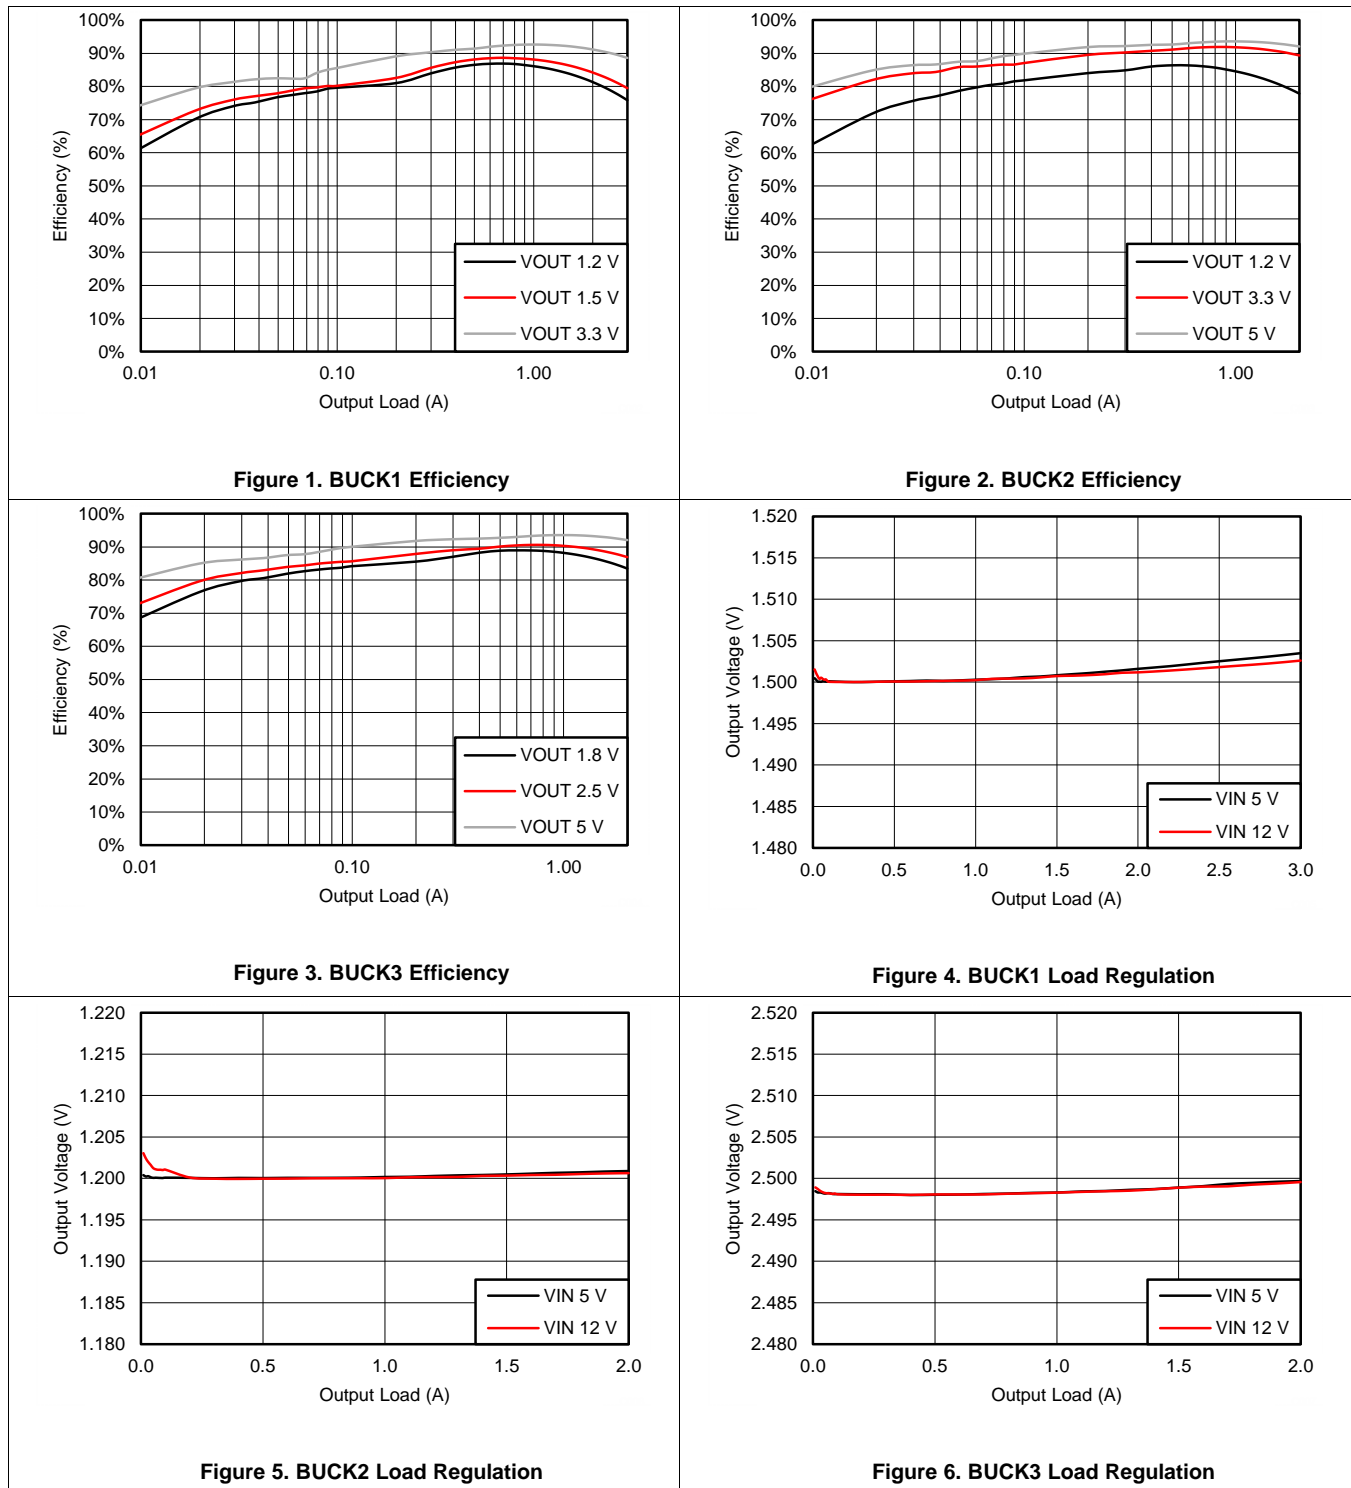 100%
90%
80%
70%
60%
50%
40%
30%
20%
10%
0%
Efficiency (%)
0.01
0.10
1.00
Output Load (A)
VOUT 1.2 V
VOUT 1.5 V
VOUT 3.3 V
Figure 1. BUCK1 Efficiency
100%
90%
80%
70%
60%
50%
40%
30%
20%
10%
0%
Efficiency (%)
0.01
0.10
1.00
Output Load (A)
VOUT 1.2 V
VOUT 3.3 V
VOUT 5 V
Figure 2. BUCK2 Efficiency
100%
90%
80%
70%
60%
50%
40%
30%
20%
10%
0%
Efficiency (%)
0.01
0.10
1.00
Output Load (A)
VOUT 1.8 V
VOUT 2.5 V
VOUT 5 V
Figure 3. BUCK3 Efficiency
1.520
1.510
1.505
1.500
1.495
1.490
1.485
1.480
Output Voltage (V)
0.0
0.5
1.0
1.5
2.0
2.5
3.0
Output Load (A)
VIN 5 V
VIN 12 V
Figure 4. BUCK1 Load Regulation
1.220
1.215
1.210
1.205
1.200
1.195
1.190
1.185
1.180
Output Voltage (V)
0.0
0.5
1.0
1.5
2.0
Output Load (A)
VIN 5 V
VIN 12 V
Figure 5. BUCK2 Load Regulation
2.520
2.515
2.510
2.505
2.500
2.495
2.490
2.485
2.480
Output Voltage (V)
0.0
0.5
1.0
1.5
2.0
Output Load (A)
VIN 5 V
VIN 12 V
Figure 6. BUCK3 Load Regulation